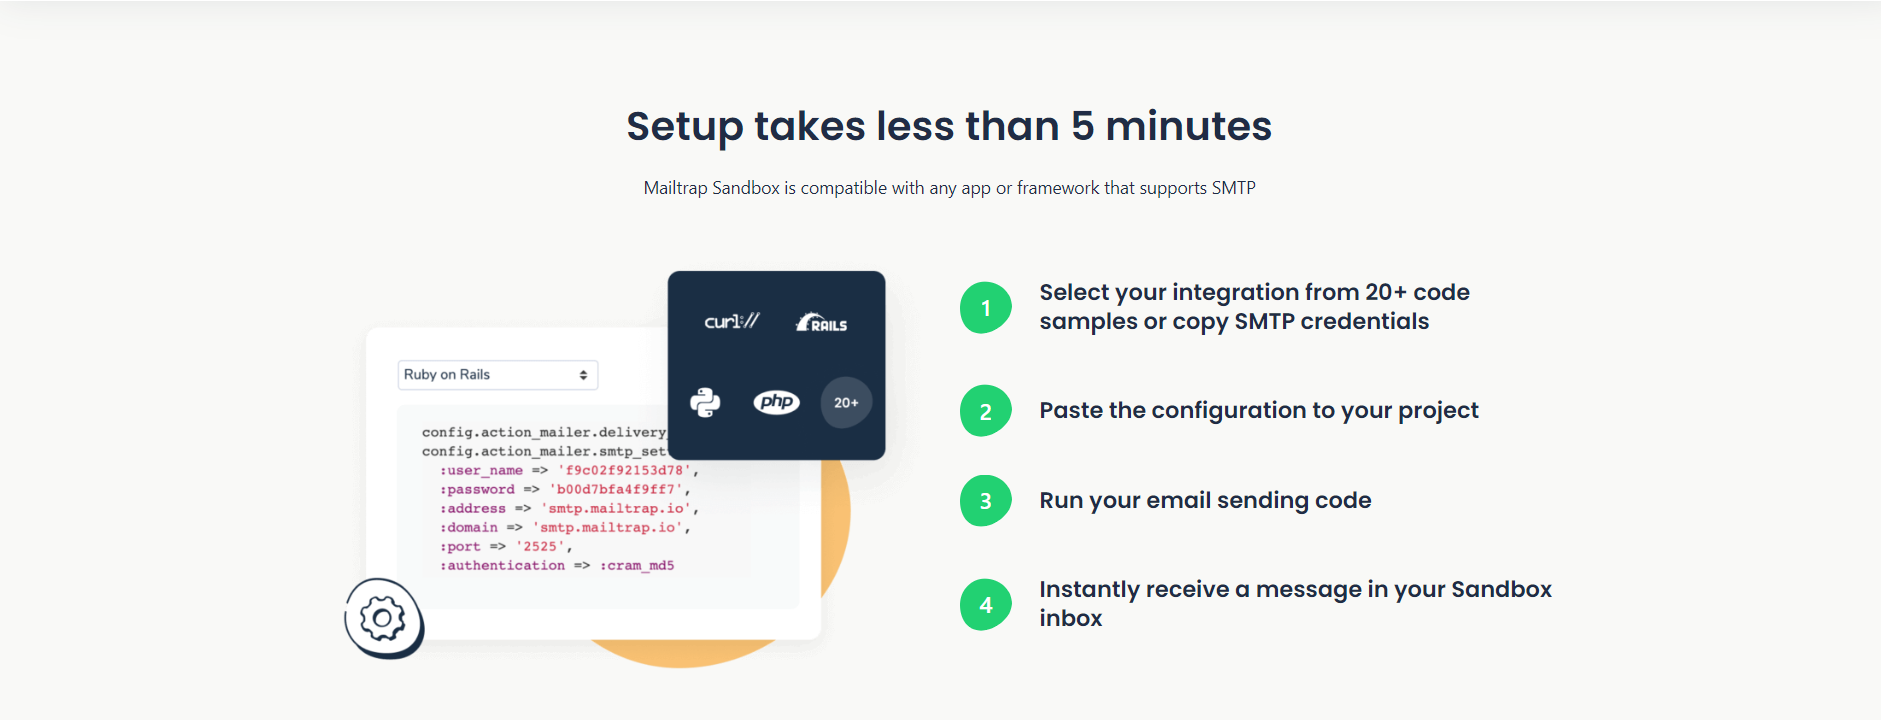 Setup takes less than 5 minutes
Mailtrap Sandbox is compatible with any app or framework that supports SMTP
curl://
RAILS
php
20+
Ruby on Rails
config.action_mailer.delivery_
config.action_mailer.smtp_set
:user_name => 'f9c02f92153d78',
:password => 'b00d7bfa4f9ff7',
:address => 'smtp.mailtrap.io',
:domain => 'smtp.mailtrap.io',
:port => '2525',
:authentication => :cram_md5
1
Select your integration from 20+ code
samples or copy SMTP credentials
2
Paste the configuration to your project
3
Run your email sending code
4
Instantly receive a message in your Sandbox
inbox